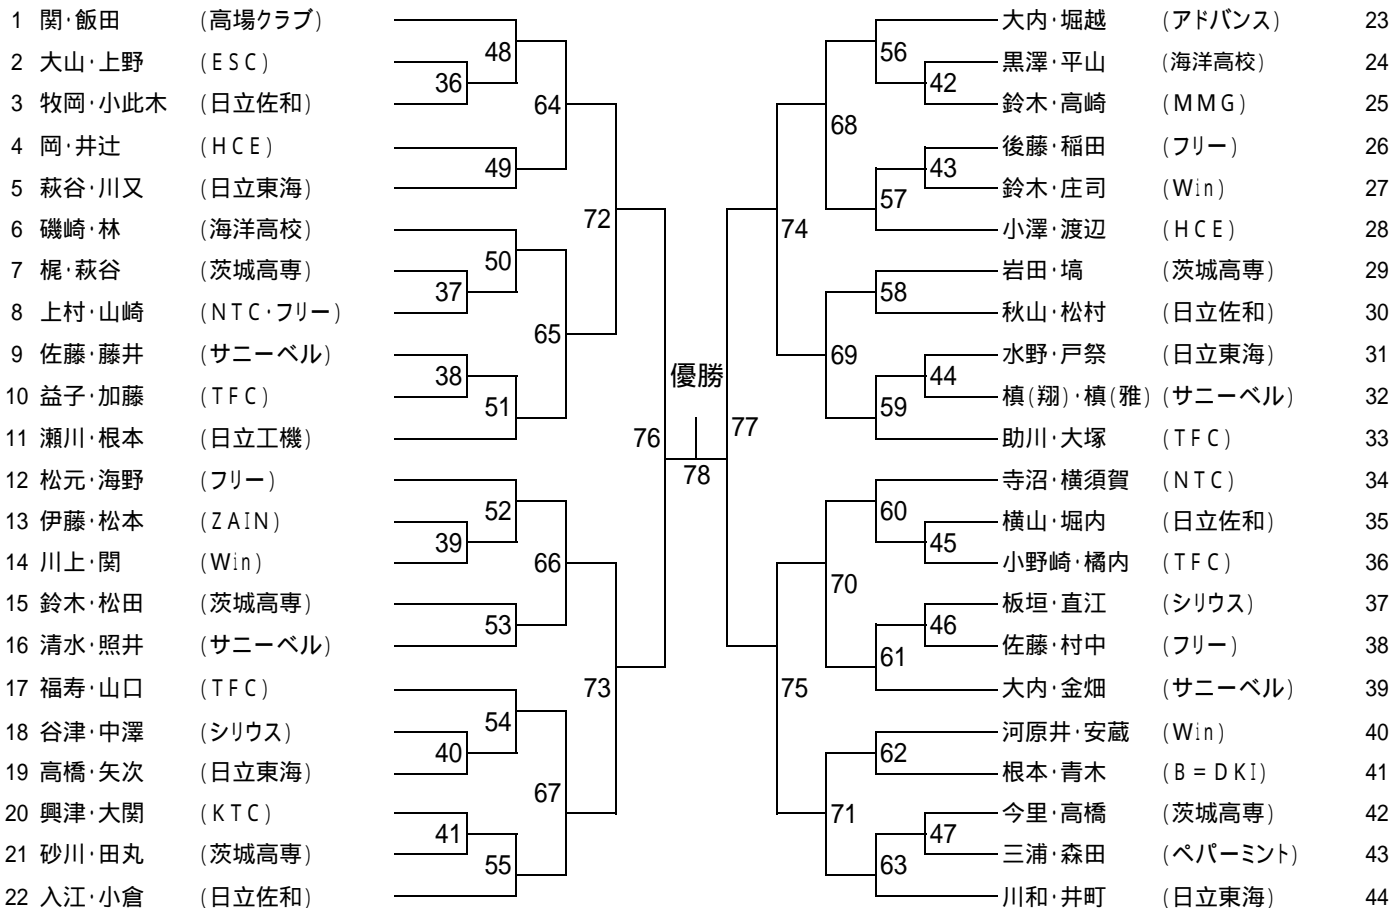 1 関・飯田 (高場クラブ)
2 大山・上野 (ESC)
3 牧岡・小此木 (日立佐和)
4 岡・井辻 (HCE)
5 萩谷・川又 (日立東海)
6 磯崎・林 (海洋高校)
7 梶・萩谷 (茨城高専)
8 上村・山崎 (NTC・フリー)
9 佐藤・藤井 (サニーベル)
10 益子・加藤 (TFC)
11 瀬川・根本 (日立工機)
12 松元・海野 (フリー)
13 伊藤・松本 (ZAIN)
14 川上・関 (Win)
15 鈴木・松田 (茨城高専)
16 清水・照井 (サニーベル)
17 福寿・山口 (TFC)
18 谷津・中澤 (シリウス)
19 高橋・矢次 (日立東海)
20 興津・大関 (KTC)
21 砂川・田丸 (茨城高専)
22 入江・小倉 (日立佐和)
36
37
38
39
40
41
48
49
50
51
52
53
54
55
64
65
66
67
72
73
76
優勝
78
77
74
75
68
69
70
71
56
57
58
59
60
61
62
63
42
43
44
45
46
47
大内・堀越 (アドバンス) 23
黒澤・平山 (海洋高校) 24
鈴木・高崎 (MMG) 25
後藤・稲田 (フリー) 26
鈴木・庄司 (Win) 27
小澤・渡辺 (HCE) 28
岩田・塙 (茨城高専) 29
秋山・松村 (日立佐和) 30
水野・戸祭 (日立東海) 31
槙(翔)・槙(雅) (サニーベル) 32
助川・大塚 (TFC) 33
寺沼・横須賀 (NTC) 34
横山・堀内 (日立佐和) 35
小野崎・橘内 (TFC) 36
板垣・直江 (シリウス) 37
佐藤・村中 (フリー) 38
大内・金畑 (サニーベル) 39
河原井・安蔵 (Win) 40
根本・青木 (B=DKI) 41
今里・高橋 (茨城高専) 42
三浦・森田 (ペパーミント) 43
川和・井町 (日立東海) 44